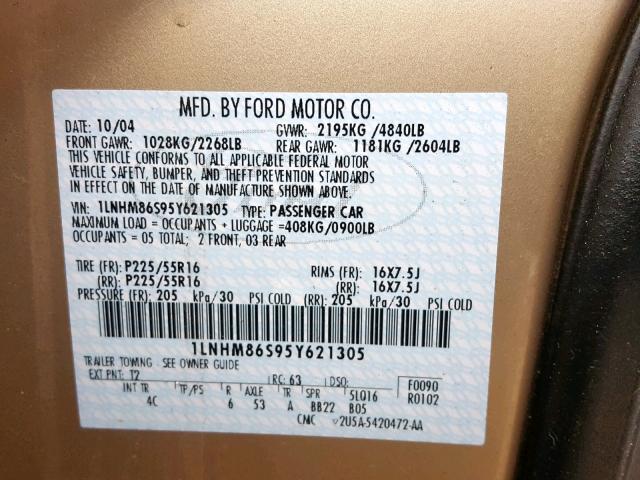 MFD. BY FORD MOTOR CO.
DATE: 10/04 GVWR: 2195KG /4840LB
FRONT GAWR: 1028KG/2268LB REAR GAWR: 1181KG /2604LB
THIS VEHICLE CONFORMS TO ALL APPLICABLE FEDERAL MOTOR
VEHICLE SAFETY, BUMPER, AND THEFT PREVENTION STANDARDS
IN EFFECT ON THE DATE OF MANUFACTURE SHOWN ABOVE.
VIN: 1LNHM86S95Y621305 TYPE: PASSENGER CAR
MAXIMUM LOAD = OCCUPANTS + LUGGAGE =408KG/0900LB
OCCUPANTS = 05 TOTAL; 2 FRONT, 03 REAR
TIRE (FR): P225/55R16 RIMS (FR): 16X7.5J
(RR): P225/55R16 (RR): 16X7.5J
PRESSURE (FR): 205 kPa/30 PSI COLD (RR): 205 kPa/30 PSI COLD
1LNHM86S95Y621305
TRAILER TOWING - SEE OWNER GUIDE
EXT PNT: T2 RC: 63 DSO: F0090
INT TR TP/PS R AXLE TR SPR 5L016 R0102
4C 6 53 A BB22 B05
CMC ▽2U5A-5420472-AA